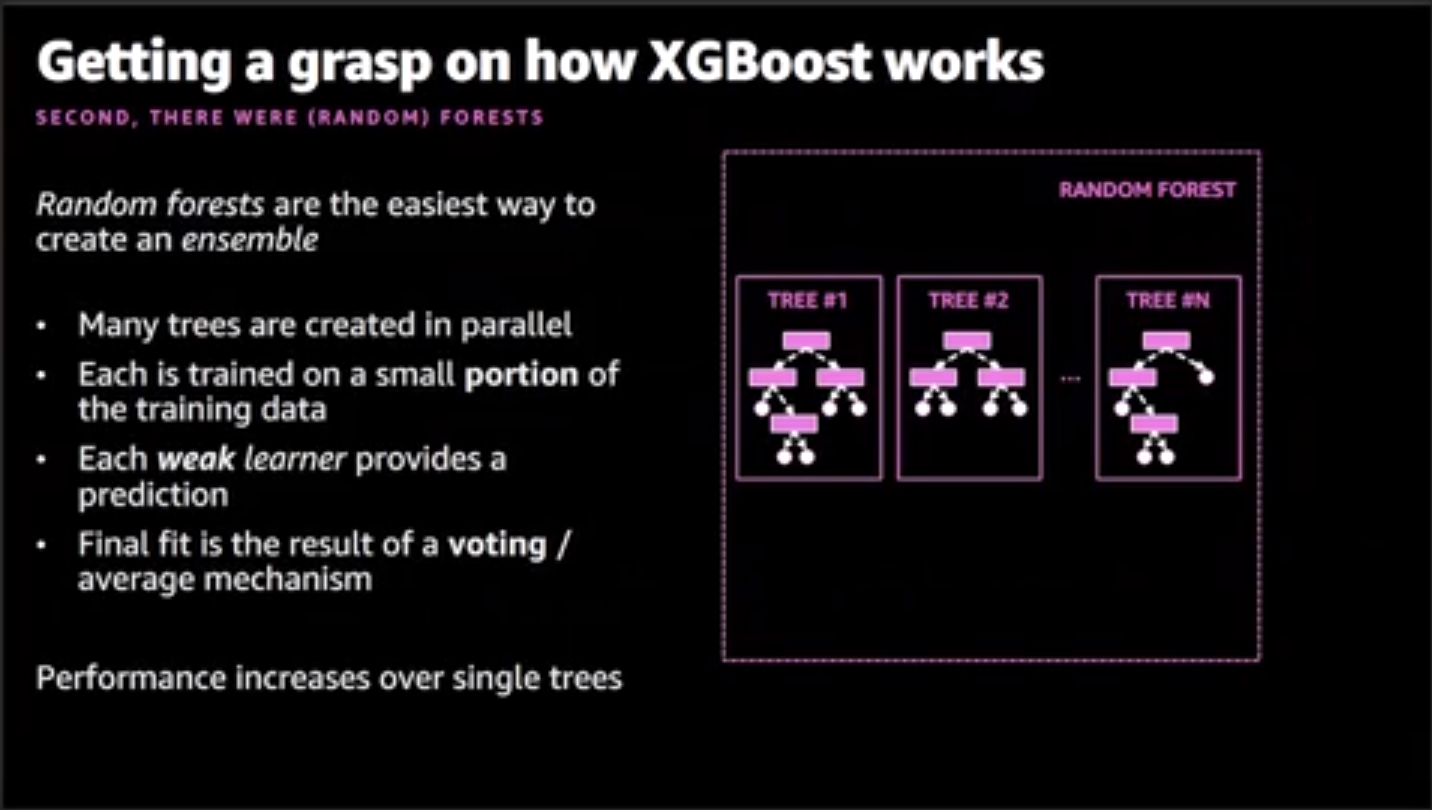 Getting a grasp on how XGBoost works
SECOND, THERE WERE (RANDOM) FORESTS
Random forests are the easiest way to
create an ensemble
• Many trees are created in parallel
• Each is trained on a small portion of
the training data
• Each weak learner provides a
prediction
• Final fit is the result of a voting /
average mechanism
Performance increases over single trees
RANDOM FOREST
TREE #1
TREE #2
...
TREE #N